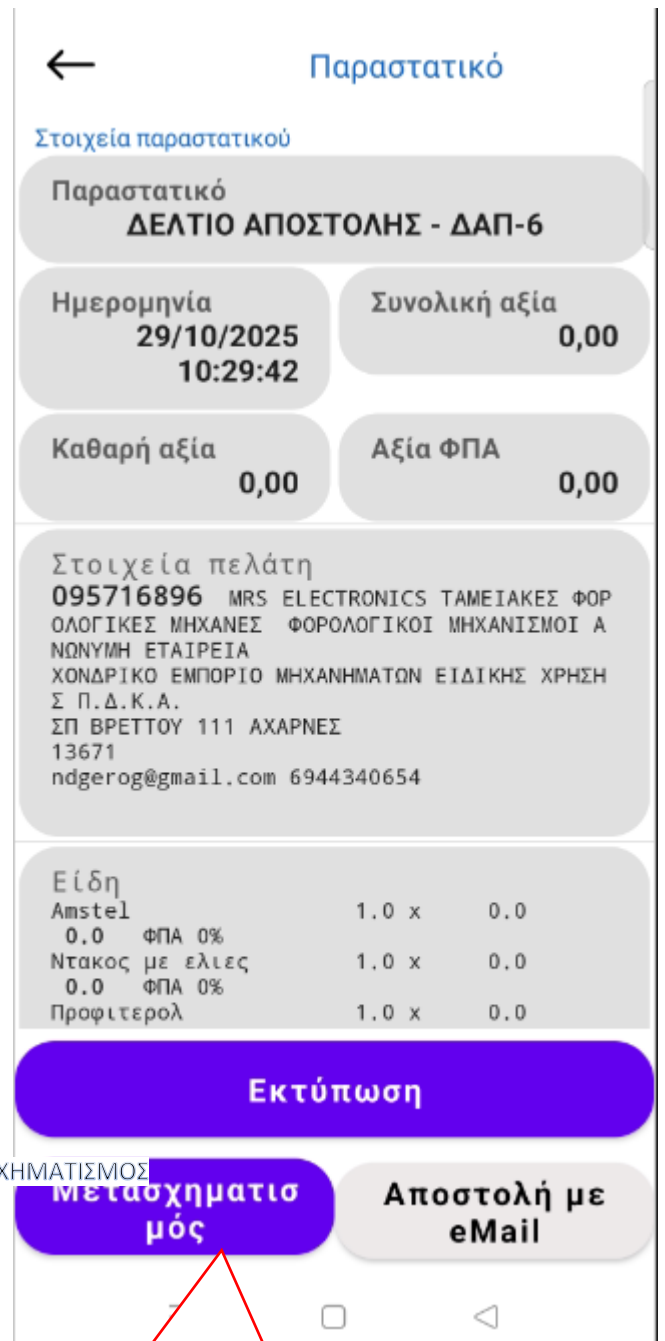 Παραστατικό
Στοιχεία παραστατικού
Παραστατικό
ΔΕΛΤΙΟ ΑΠΟΣΤΟΛΗΣ - ΔΑΠ-6
Ημερομηνία
29/10/2025
10:29:42
Συνολική αξία
0,00
Καθαρή αξία
0,00
Αξία ΦΠΑ
0,00
Στοιχεία πελάτη
095716896 MRS ELECTRONICS ΤΑΜΕΙΑΚΕΣ ΦΟΡ
ΟΛΟΓΙΚΕΣ ΜΗΧΑΝΕΣ ΦΟΡΟΛΟΓΙΚΟΙ ΜΗΧΑΝΙΣΜΟΙ Α
ΝΩΝΥΜΗ ΕΤΑΙΡΕΙΑ
ΧΟΝΔΡΙΚΟ ΕΜΠΟΡΙΟ ΜΗΧΑΝΗΜΑΤΩΝ ΕΙΔΙΚΗΣ ΧΡΗΣΗ
Σ Π.Δ.Κ.Α.
ΣΠ ΒΡΕΤΤΟΥ 111 ΑΧΑΡΝΕΣ
13671
ndgerog@gmail.com 6944340654
Είδη
Amstel 1.0 x 0.0
0.0 ΦΠΑ 0%
Ντακος με ελιες 1.0 x 0.0
0.0 ΦΠΑ 0%
Προφιτερολ 1.0 x 0.0
Εκτύπωση
ΧΗΜΑΤΙΣΜΟΣ
Μετασχηματισ
μός
Αποστολή με
eMail